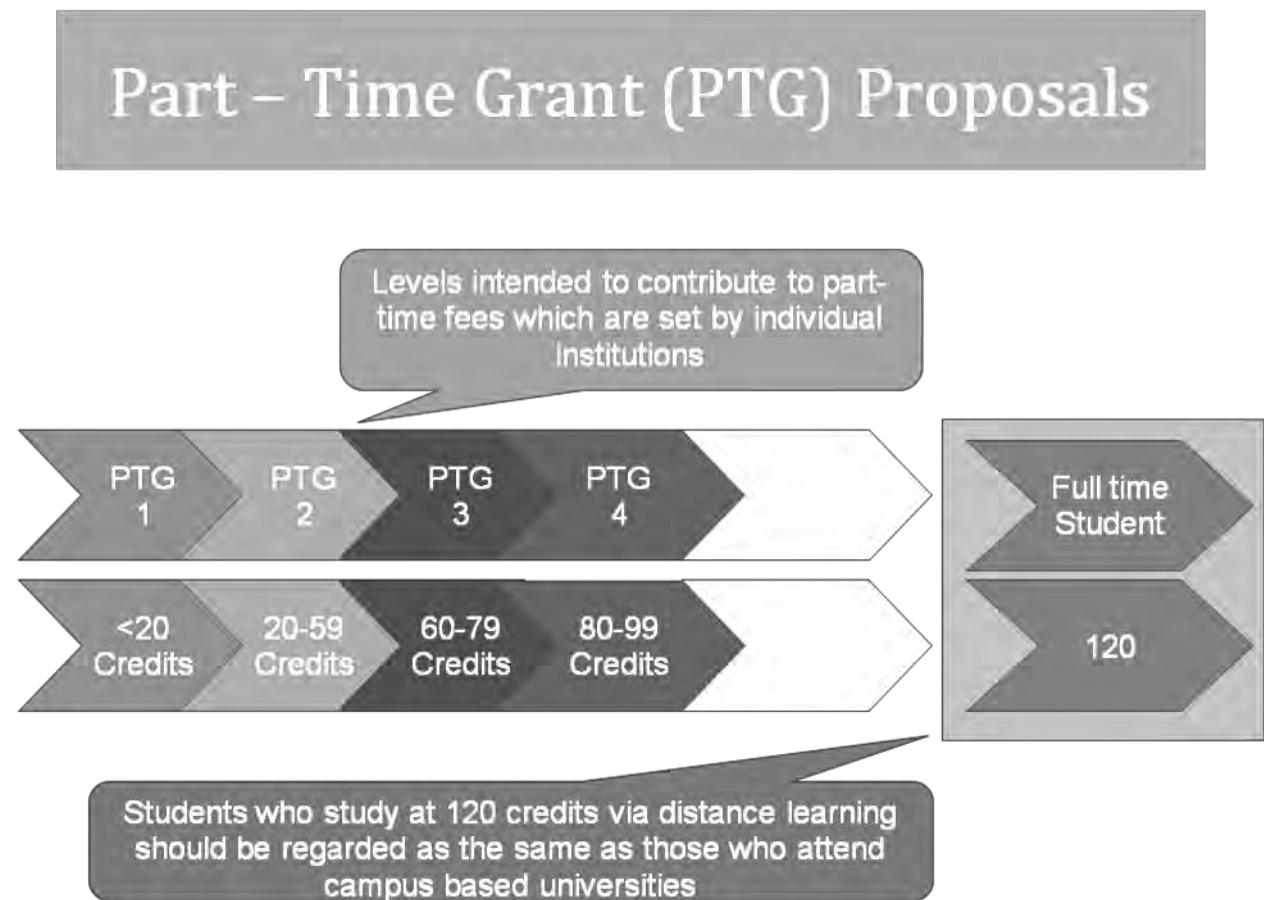 Part – Time Grant (PTG) Proposals
Levels intended to contribute to part-
time fees which are set by individual
Institutions
PTG
1
PTG
2
PTG
3
PTG
4
Full time
Student
<20
Credits
20-59
Credits
60-79
Credits
80-99
Credits
120
Students who study at 120 credits via distance learning
should be regarded as the same as those who attend
campus based universities